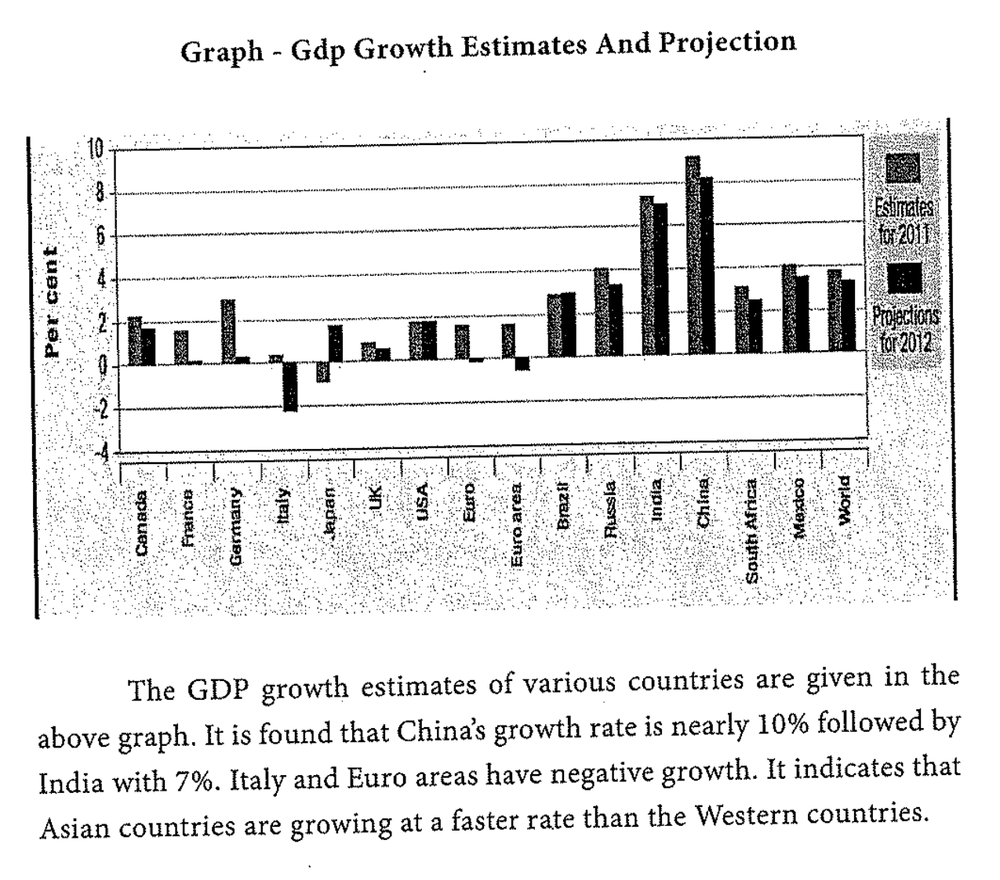 Graph - Gdp Growth Estimates And Projection
10
8
6
4
2
0
-2
-4
Per cent
Canada
France
Germany
Italy
Japan
UK
USA
Euro
Euro area
Brazil
Russia
India
China
South Africa
Mexico
World
Estimates
for 2011
Projections
for 2012
The GDP growth estimates of various countries are given in the
above graph. It is found that China's growth rate is nearly 10% followed by
India with 7%. Italy and Euro areas have negative growth. It indicates that
Asian countries are growing at a faster rate than the Western countries.